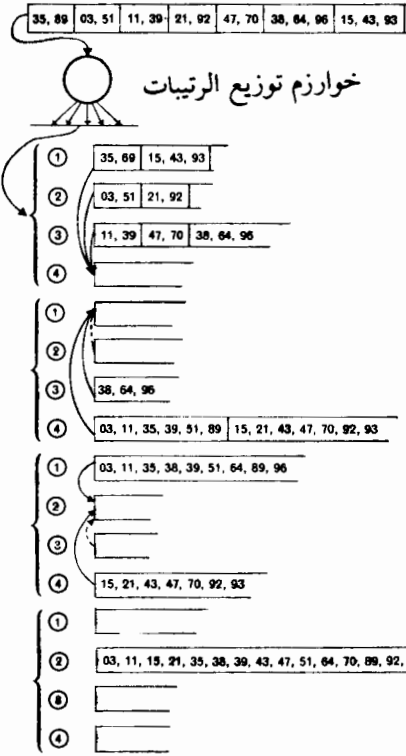 35, 89 03, 51 11, 39 21, 92 47, 70 38, 64, 96 15, 43, 93
خوارزم توزيع الرتيبات
① 35, 69 15, 43, 93
② 03, 51 21, 92
③ 11, 39 47, 70 38, 64, 96
④
①
②
③ 38, 64, 96
④ 03, 11, 35, 39, 51, 89 15, 21, 43, 47, 70, 92, 93
① 03, 11, 35, 38, 39, 51, 64, 89, 96
②
③
④ 15, 21, 43, 47, 70, 92, 93
①
② 03, 11, 15, 21, 35, 38, 39, 43, 47, 51, 64, 70, 89, 92,
⑧
④